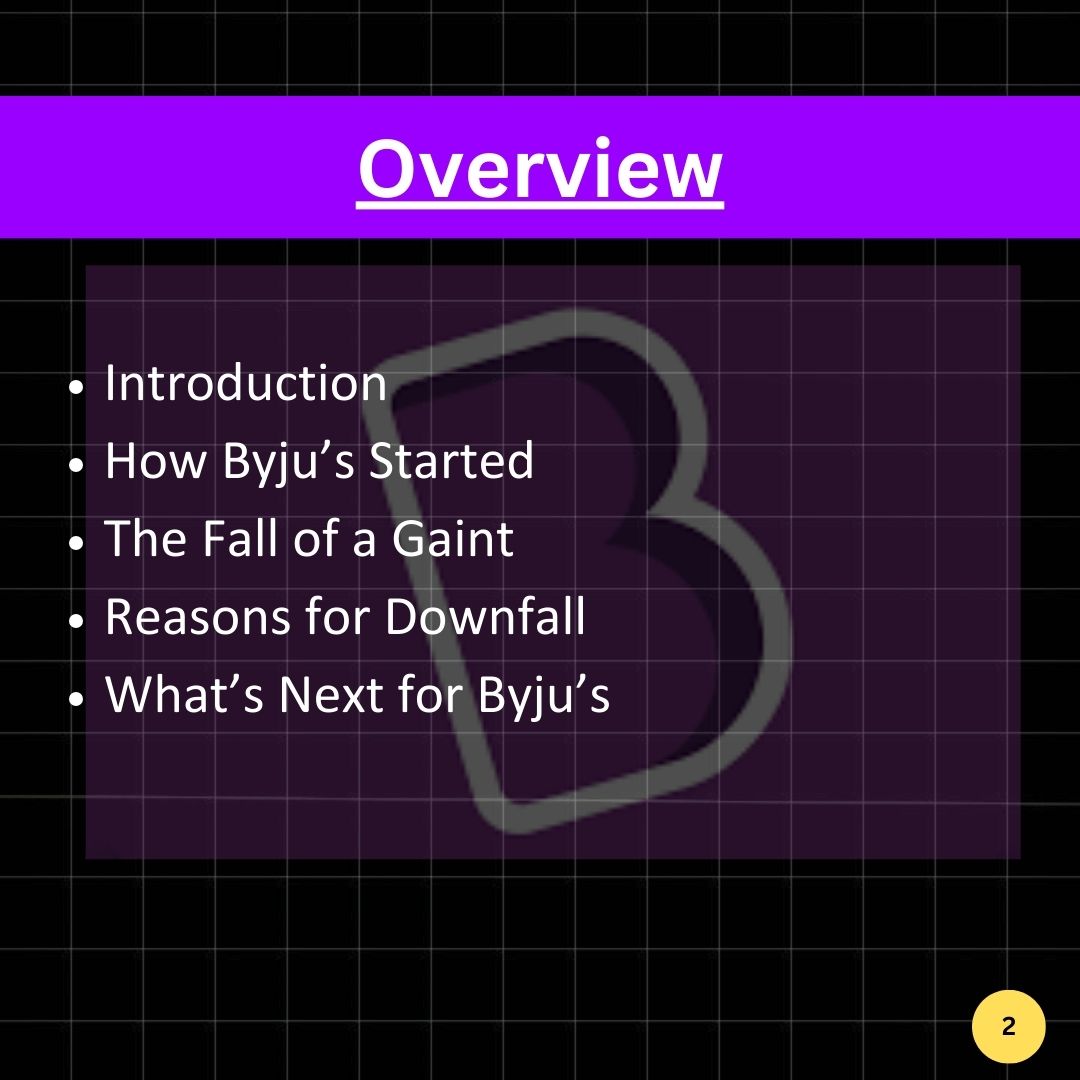 Overview
• Introduction
• How Byju’s Started
• The Fall of a Gaint
• Reasons for Downfall
• What’s Next for Byju’s
2